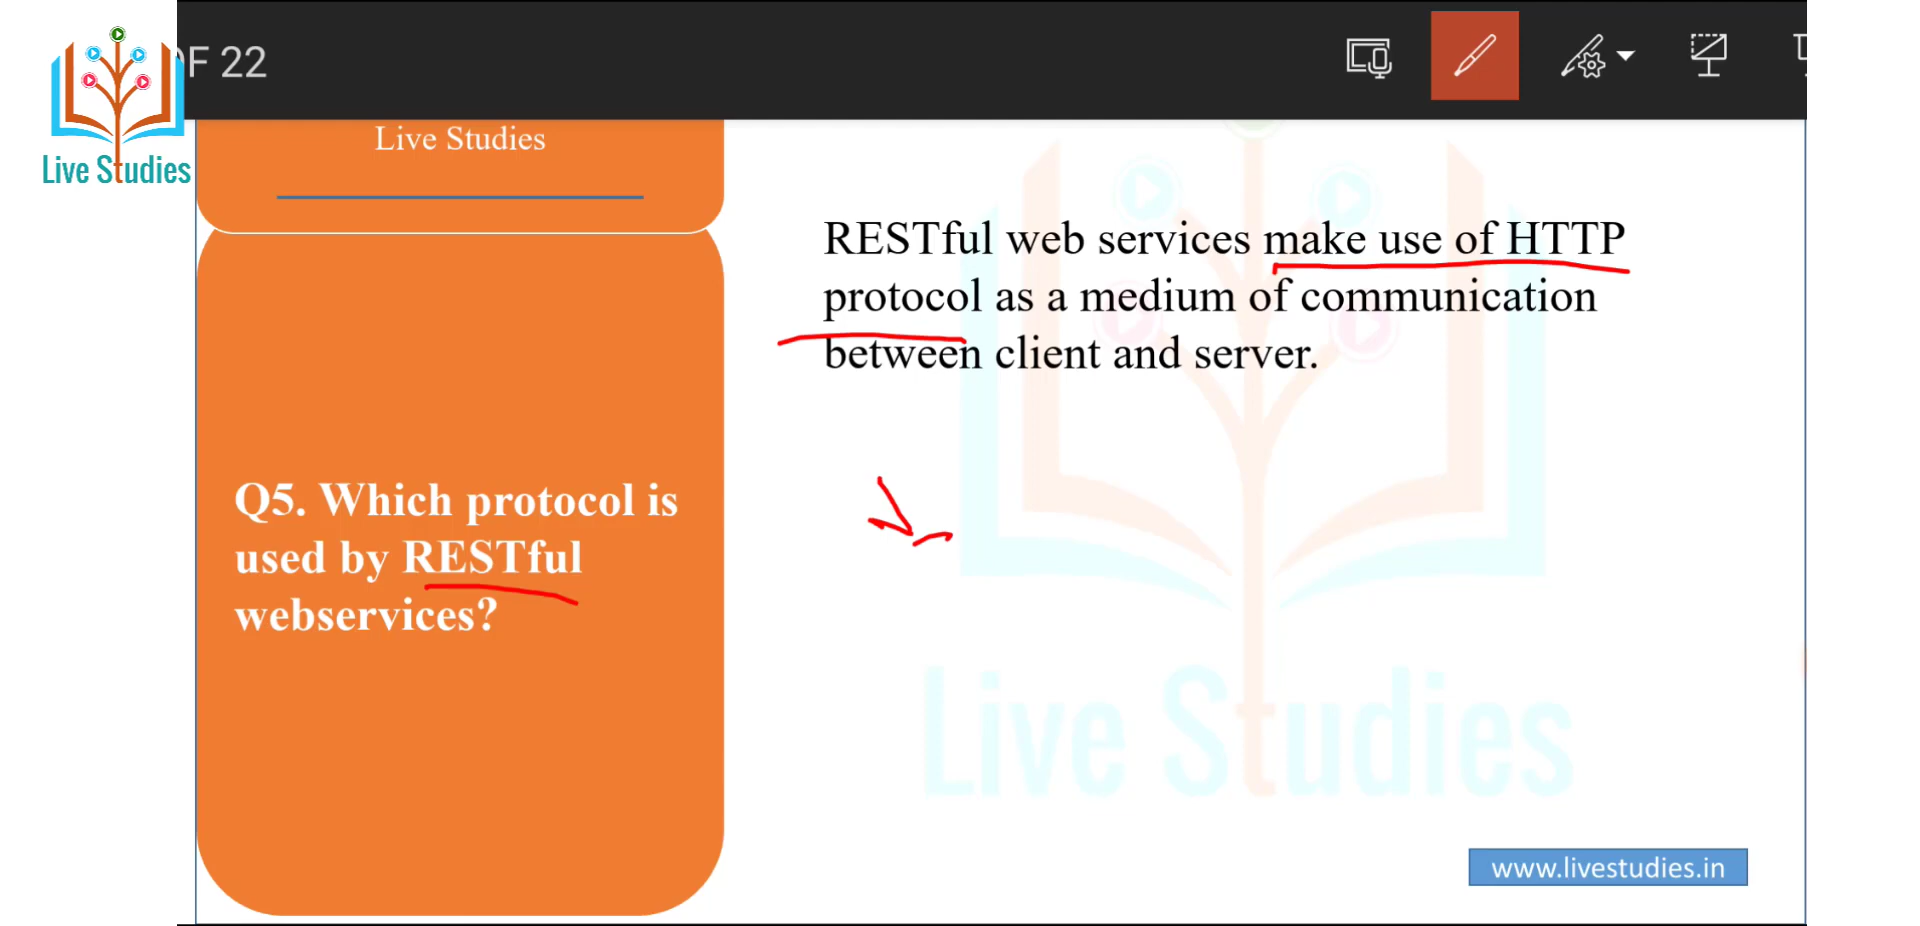 F 22
Live Studies
Live Studies
RESTful web services make use of HTTP
protocol as a medium of communication
between client and server.
Q5. Which protocol is
used by RESTful
webservices?
Live Studies
www.livestudies.in